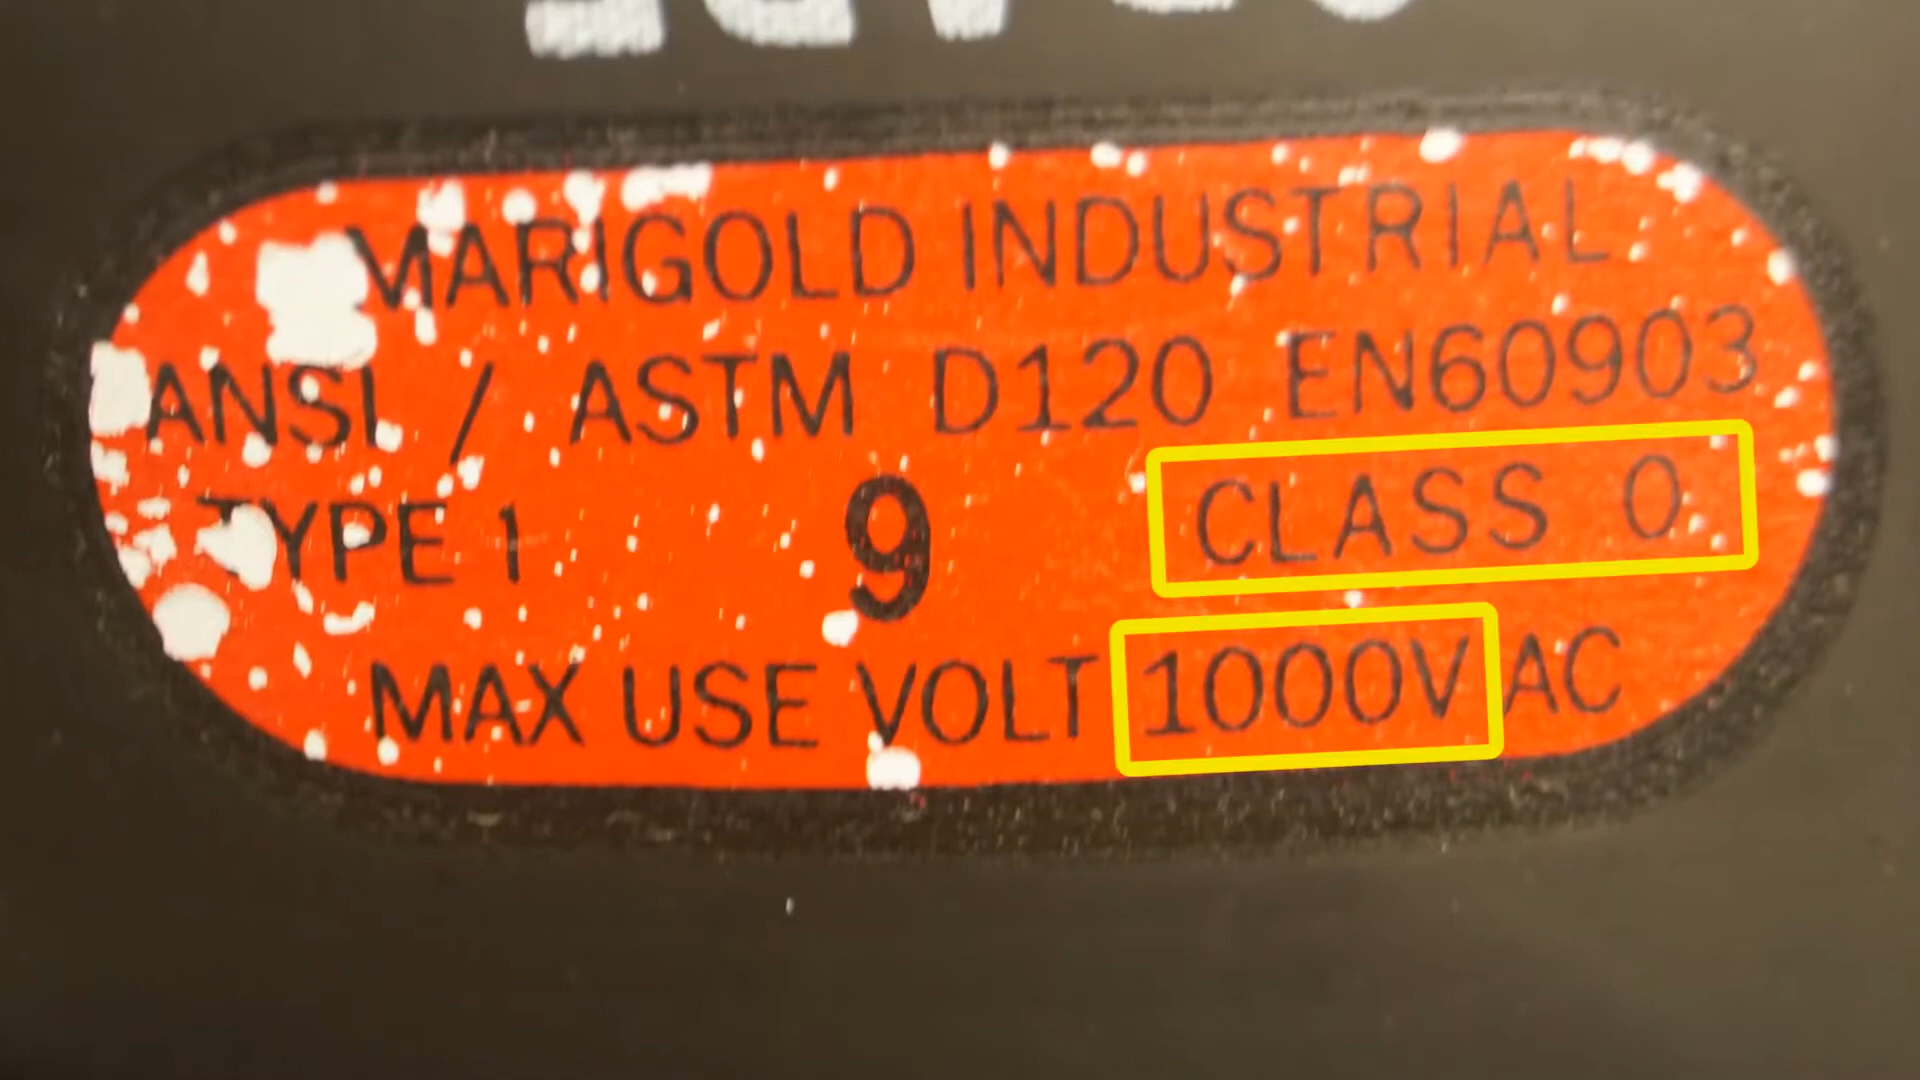 MARIGOLD INDUSTRIAL
ANSI / ASTM D120 EN60903
TYPE 1 9 CLASS 0
MAX USE VOLT 1000V AC